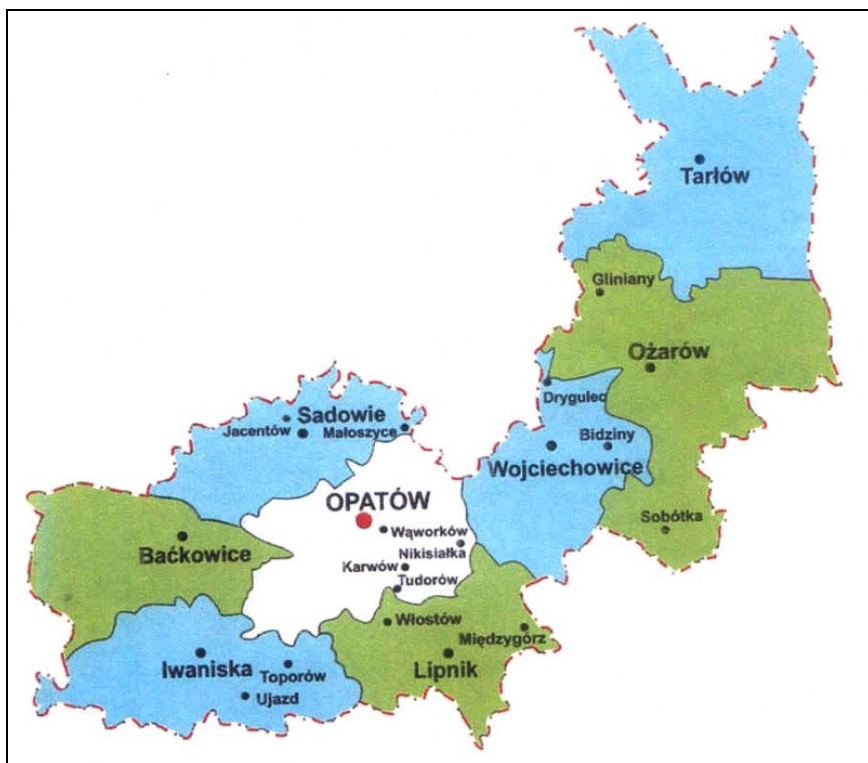 Tarłów
Gliniany
Ożarów
Drygulec
Sadowie
Jacentów
Małoszyce
Bidziny
Wojciechowice
OPATÓW
Wąworków
Sobótka
Baćkowice
Nikisiałka
Karwów
Tudorów
Włostów
Międzygórz
Iwaniska
Lipnik
Toporów
Ujazd